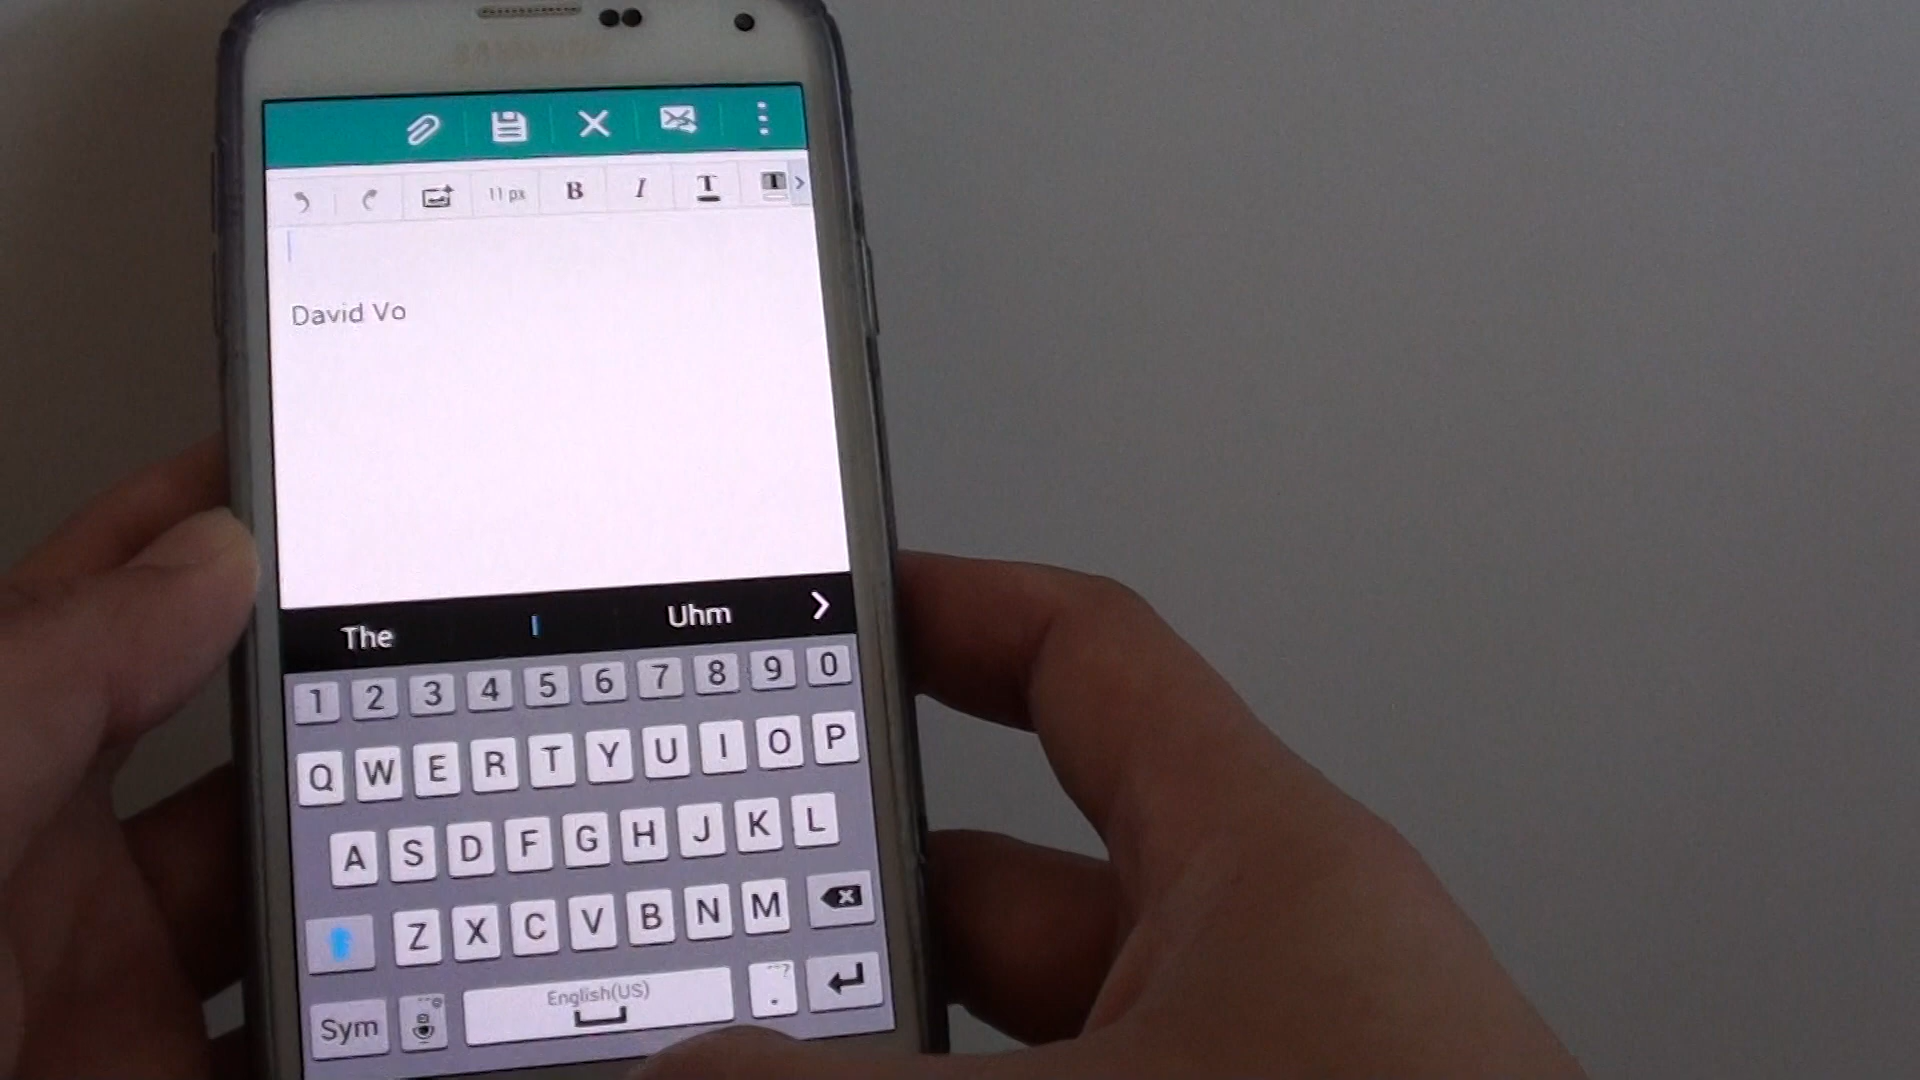 SAMSUNG
11 px B I T T
David Vo
The I Uhm
1 2 3 4 5 6 7 8 9 0
Q W E R T Y U I O P
A S D F G H J K L
Z X C V B N M
English(US)
Sym .